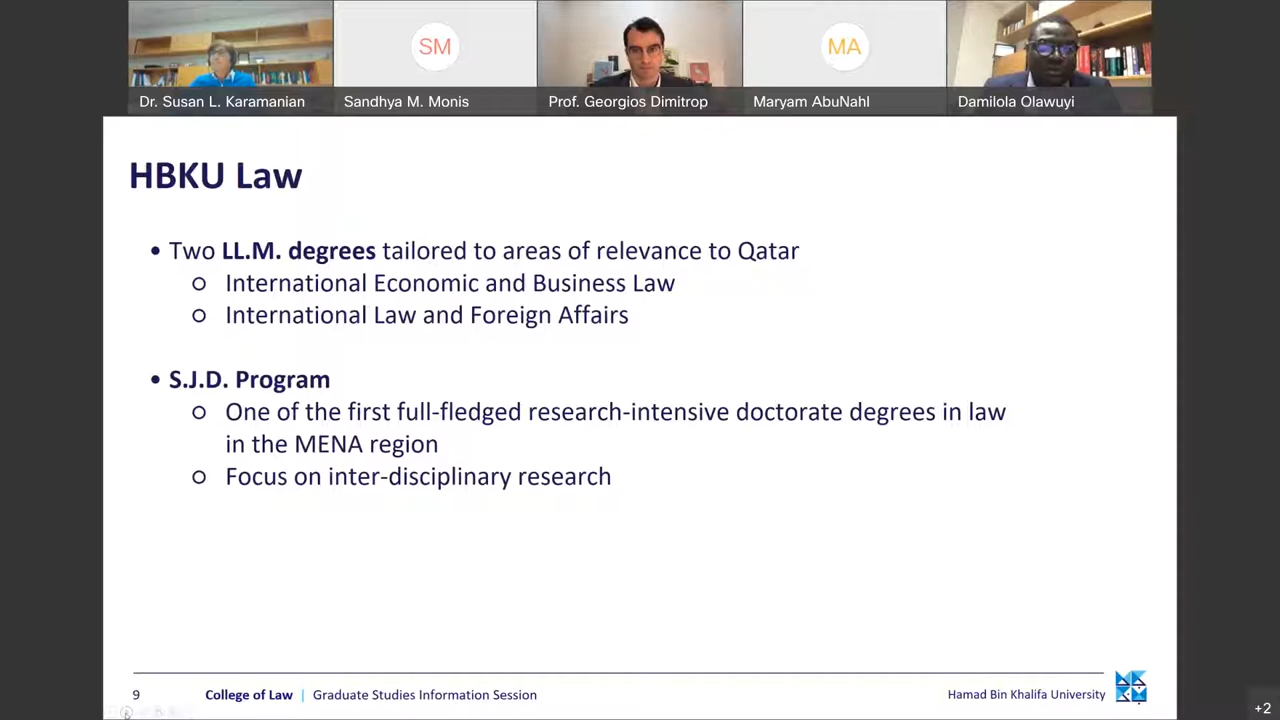 SM
MA
Dr. Susan L. Karamanian
Sandhya M. Monis
Prof. Georgios Dimitrop
Maryam AbuNahl
Damilola Olawuyi
HBKU Law
• Two LL.M. degrees tailored to areas of relevance to Qatar
○ International Economic and Business Law
○ International Law and Foreign Affairs
• S.J.D. Program
○ One of the first full-fledged research-intensive doctorate degrees in law
in the MENA region
○ Focus on inter-disciplinary research
9
College of Law | Graduate Studies Information Session
Hamad Bin Khalifa University
+2